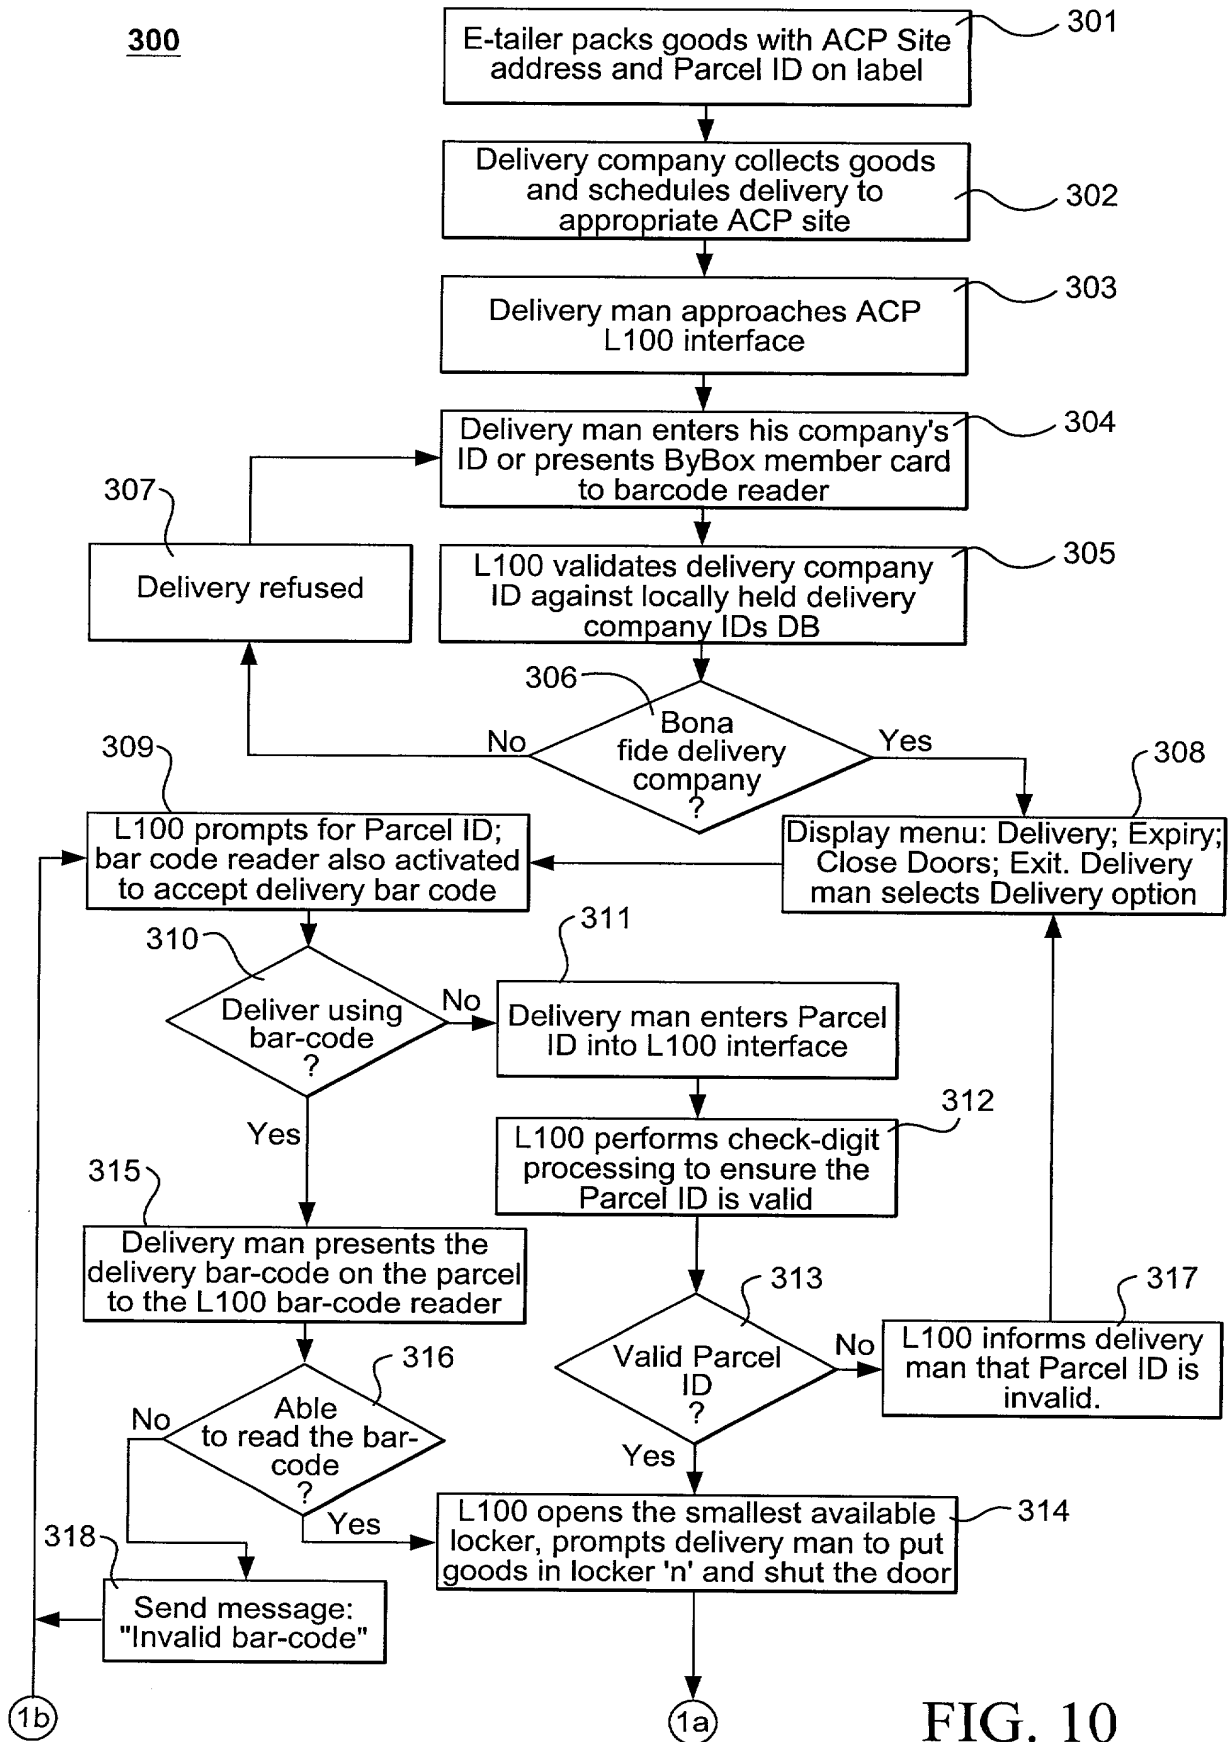 300
E-tailer packs goods with ACP Site
address and Parcel ID on label
301
Delivery company collects goods
and schedules delivery to
appropriate ACP site
302
Delivery man approaches ACP
L100 interface
303
Delivery man enters his company's
ID or presents ByBox member card
to barcode reader
304
307
Delivery refused
L100 validates delivery company
ID against locally held delivery
company IDs DB
305
306
Bona
fide delivery
company
?
No
Yes
309
308
L100 prompts for Parcel ID;
bar code reader also activated
to accept delivery bar code
Display menu: Delivery; Expiry;
Close Doors; Exit. Delivery
man selects Delivery option
310
Deliver using
bar-code
?
No
311
Delivery man enters Parcel
ID into L100 interface
Yes
312
L100 performs check-digit
processing to ensure the
Parcel ID is valid
315
Delivery man presents the
delivery bar-code on the parcel
to the L100 bar-code reader
313
Valid Parcel
ID
?
No
317
L100 informs delivery
man that Parcel ID is
invalid.
316
Able
to read the bar-
code
?
No
Yes
Yes
314
L100 opens the smallest available
locker, prompts delivery man to put
goods in locker 'n' and shut the door
318
Send message:
"Invalid bar-code"
1b
1a
FIG. 10